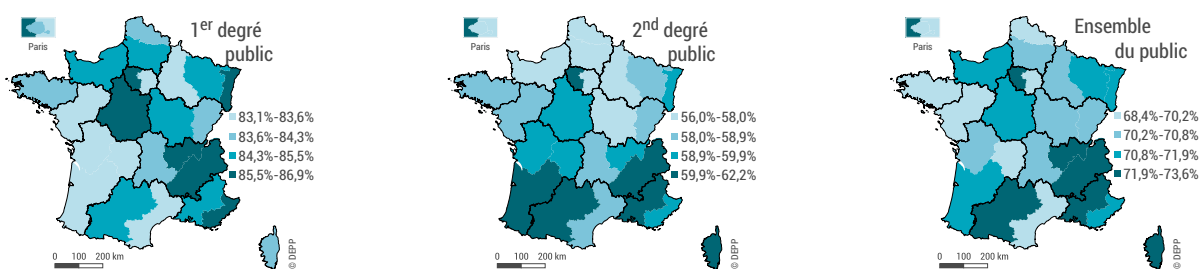 Paris
1er degré
public
83,1%-83,6%
83,6%-84,3%
84,3%-85,5%
85,5%-86,9%
0 100 200 km
© DEPP
Paris
2nd degré
public
56,0%-58,0%
58,0%-58,9%
58,9%-59,9%
59,9%-62,2%
0 100 200 km
© DEPP
Paris
Ensemble
du public
68,4%-70,2%
70,2%-70,8%
70,8%-71,9%
71,9%-73,6%
0 100 200 km
© DEPP